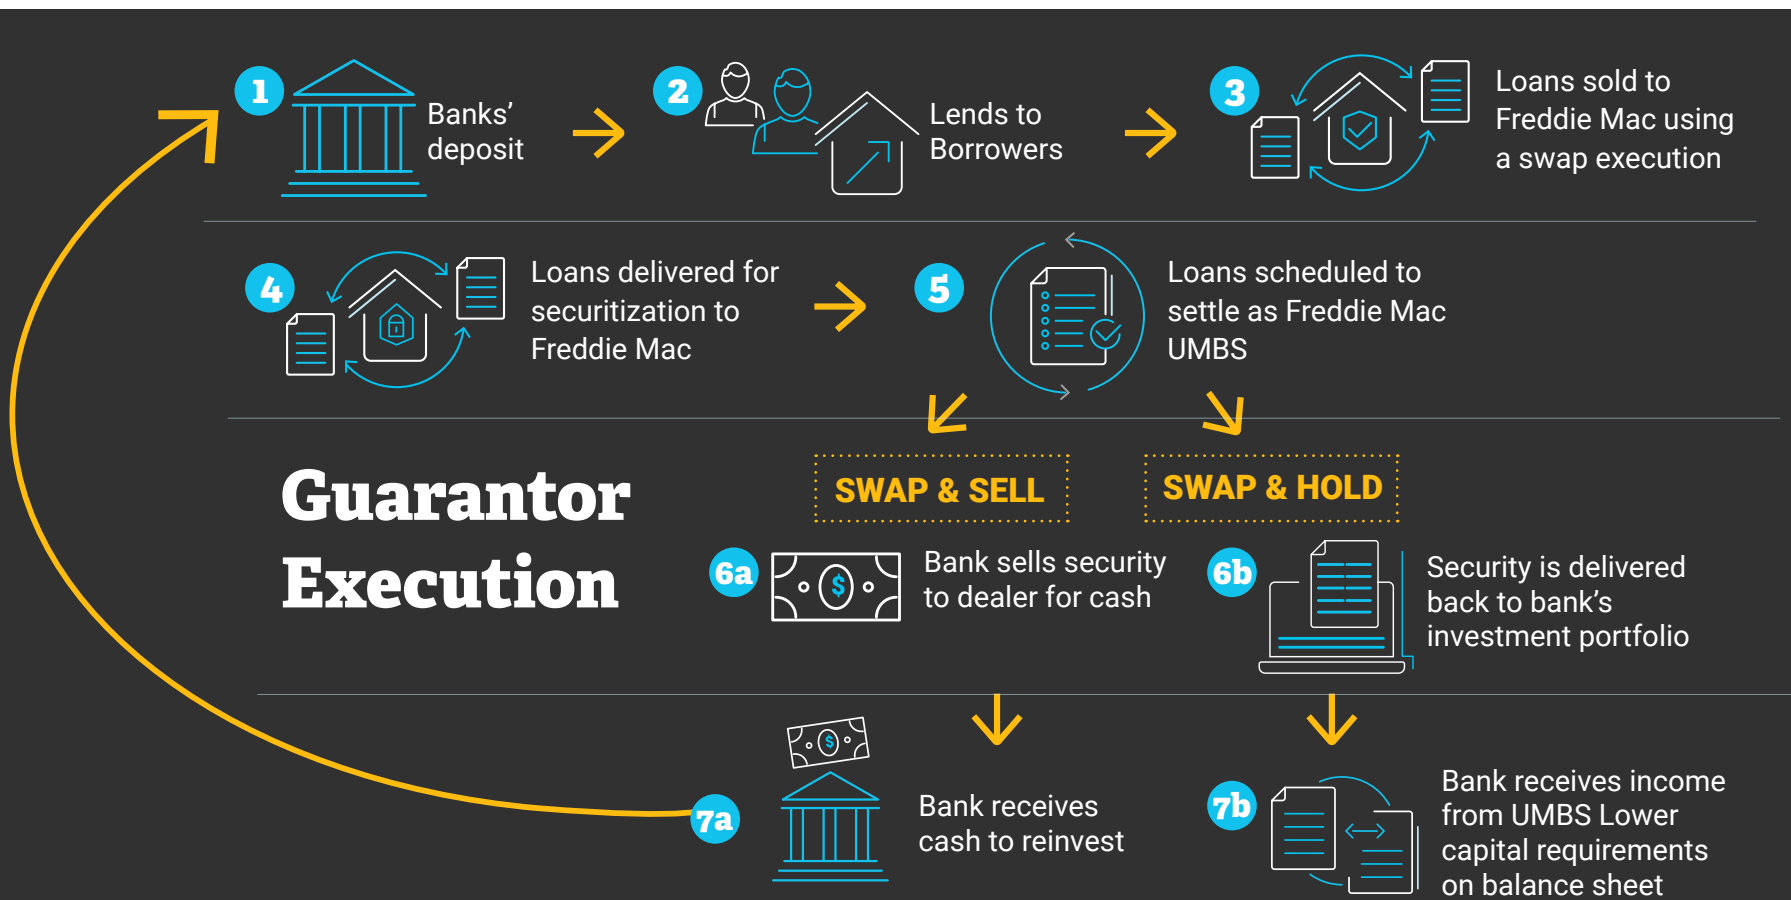 1
Banks’
deposit
2
Lends to
Borrowers
3
Loans sold to
Freddie Mac using
a swap execution
4
Loans delivered for
securitization to
Freddie Mac
5
Loans scheduled to
settle as Freddie Mac
UMBS
Guarantor
Execution
SWAP & SELL
SWAP & HOLD
6a
$
Bank sells security
to dealer for cash
6b
Security is delivered
back to bank’s
investment portfolio
7a
$
Bank receives
cash to reinvest
7b
Bank receives income
from UMBS Lower
capital requirements
on balance sheet